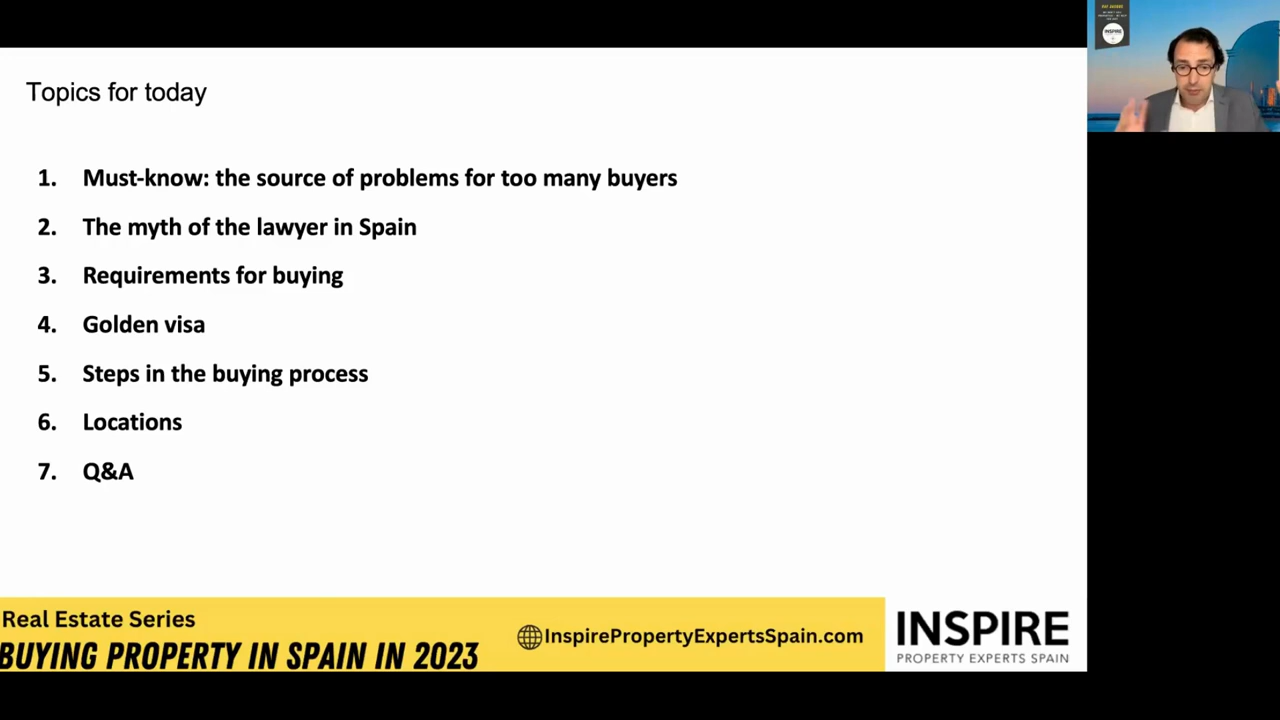 Topics for today
1. Must-know: the source of problems for too many buyers
2. The myth of the lawyer in Spain
3. Requirements for buying
4. Golden visa
5. Steps in the buying process
6. Locations
7. Q&A
Real Estate Series
BUYING PROPERTY IN SPAIN IN 2023
InspirePropertyExpertsSpain.com
INSPIRE
PROPERTY EXPERTS SPAIN
INSPIRE